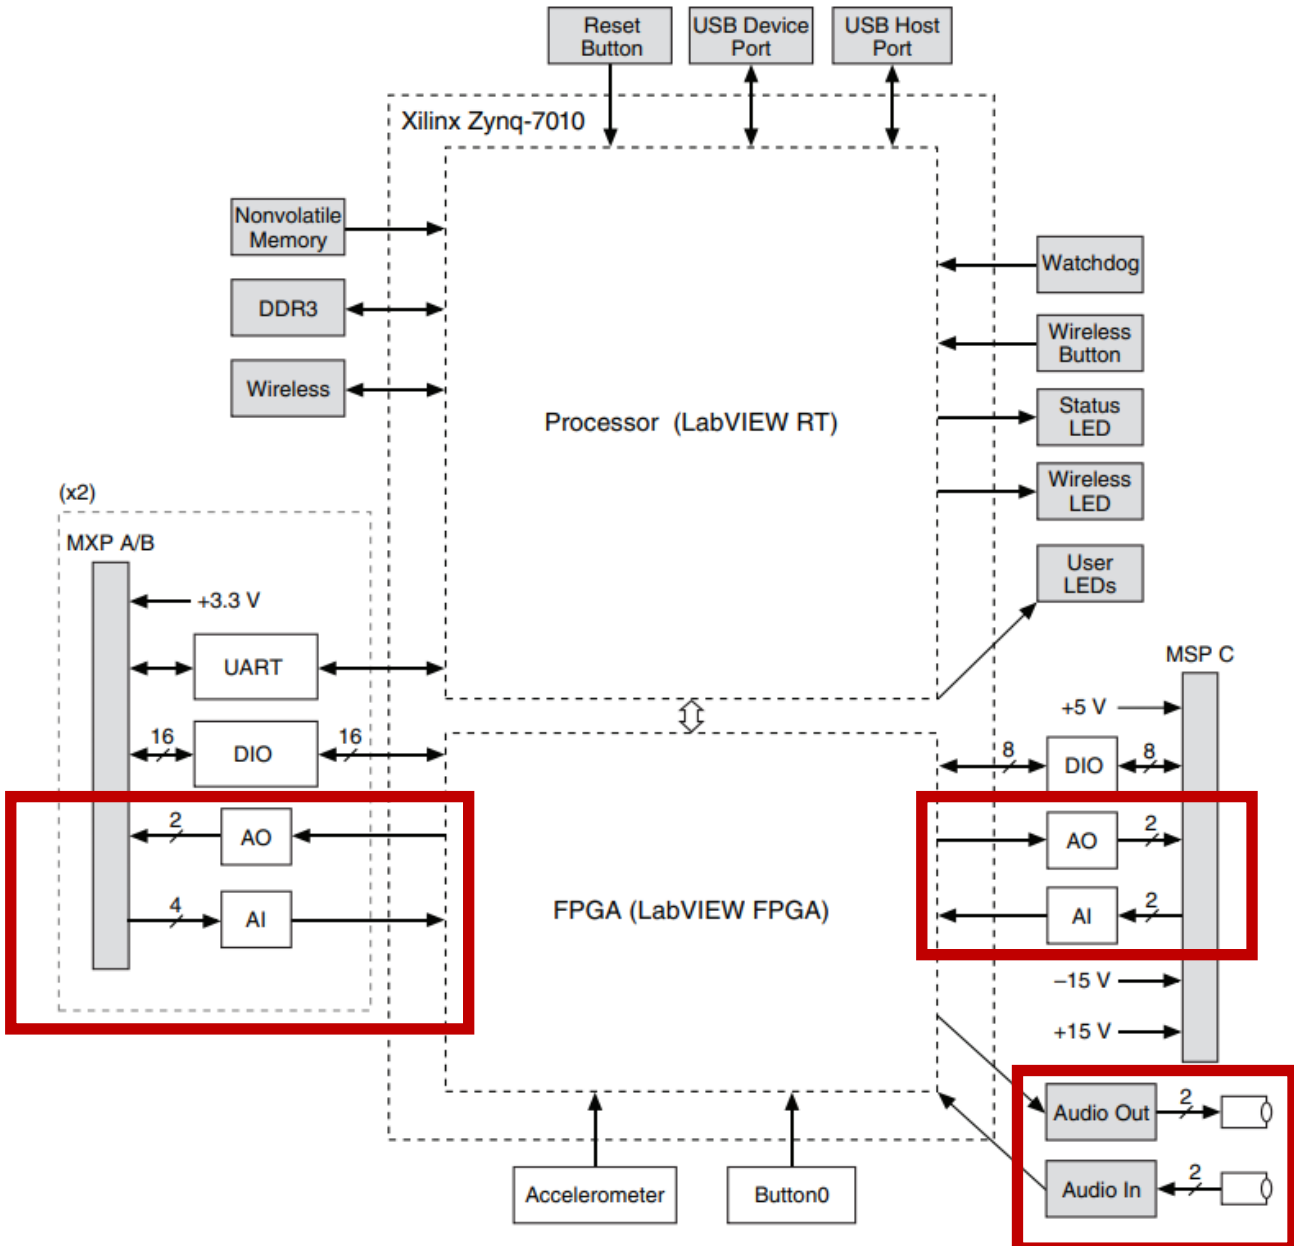 Reset
Button
USB Device
Port
USB Host
Port
Xilinx Zynq-7010
Nonvolatile
Memory
DDR3
Wireless
Processor (LabVIEW RT)
Watchdog
Wireless
Button
Status
LED
Wireless
LED
User
LEDs
(x2)
MXP A/B
+3.3 V
UART
16
DIO
16
2
AO
4
AI
FPGA (LabVIEW FPGA)
MSP C
+5 V
8
DIO
8
AO
2
AI
2
–15 V
+15 V
Audio Out
2
Audio In
2
Accelerometer
Button0